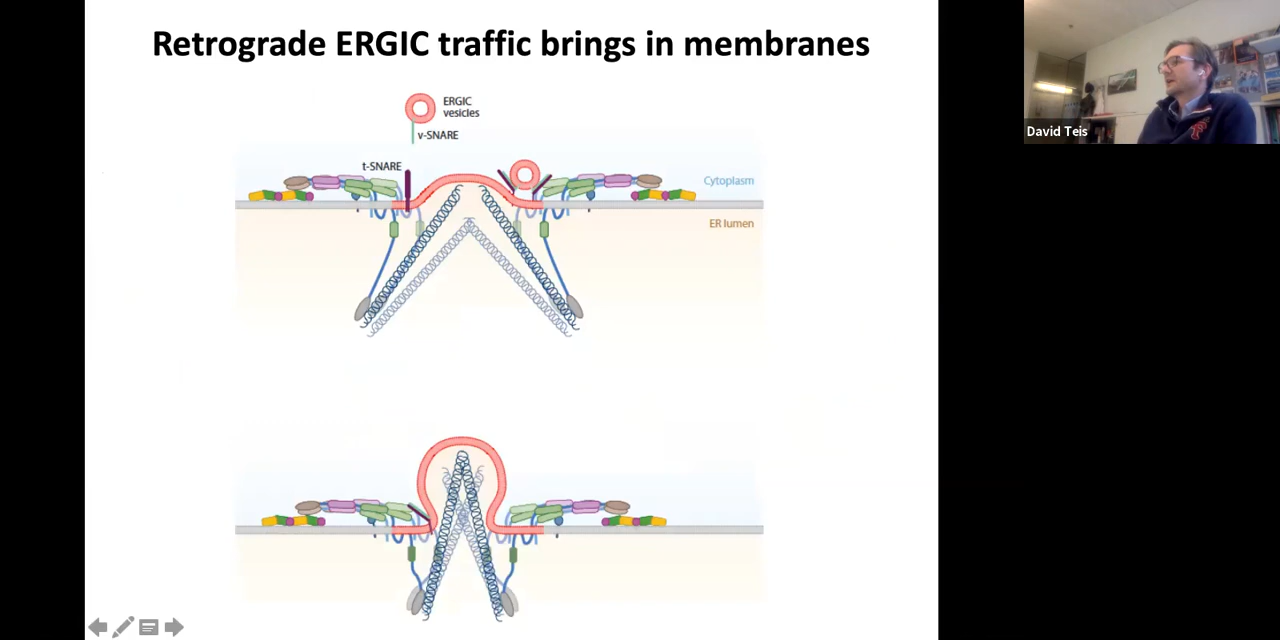 Retrograde ERGIC traffic brings in membranes
ERGIC
vesicles
v-SNARE
t-SNARE
Cytoplasm
ER lumen
David Teis